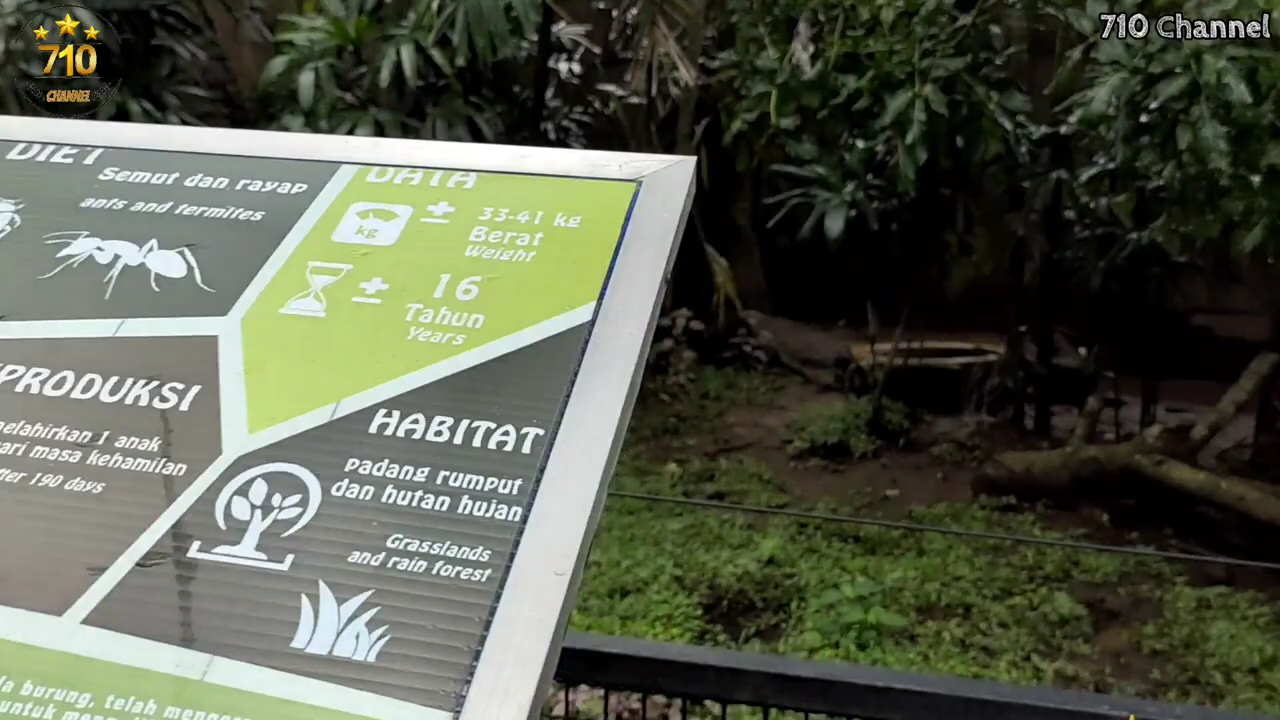 710
CHANNEL
710 Channel
DIET
Semut dan rayap
ants and termites
DATA
kg
± 33-41 kg
Berat
Weight
± 16
Tahun
Years
PRODUKSI
melahirkan 1 anak
masa kehamilan
190 days
HABITAT
padang rumput
dan hutan hujan
Grasslands
and rain forest
burung, telah
untuk